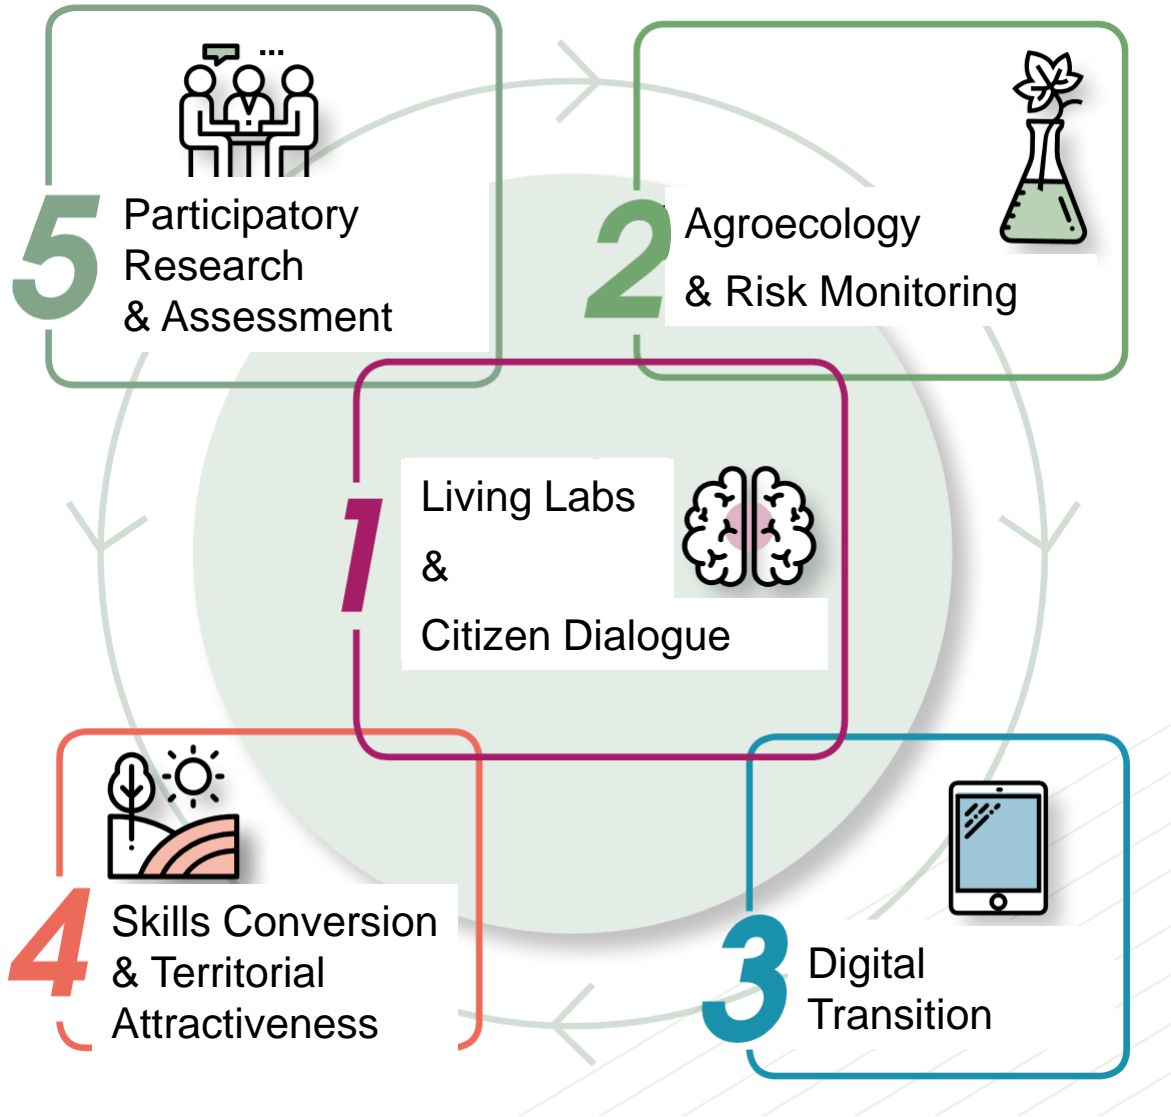 5
Participatory
Research
& Assessment
2
Agroecology
& Risk Monitoring
1
Living Labs
&
Citizen Dialogue
4
Skills Conversion
& Territorial
Attractiveness
3
Digital
Transition